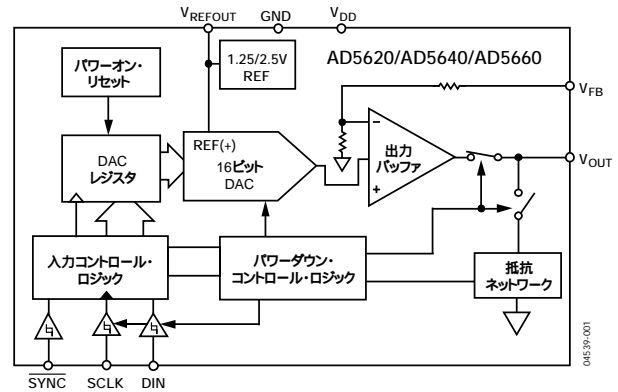 VREFOUT
GND
VDD
パワーオン・
リセット
1.25/2.5V
REF
AD5620/AD5640/AD5660
VFB
DAC
レジスタ
REF(+)
16ビット
DAC
−
+
出力
バッファ
VOUT
入力コントロール・
ロジック
パワーダウン・
コントロール・ロジック
抵抗
ネットワーク
SYNC
SCLK
DIN
04539-001